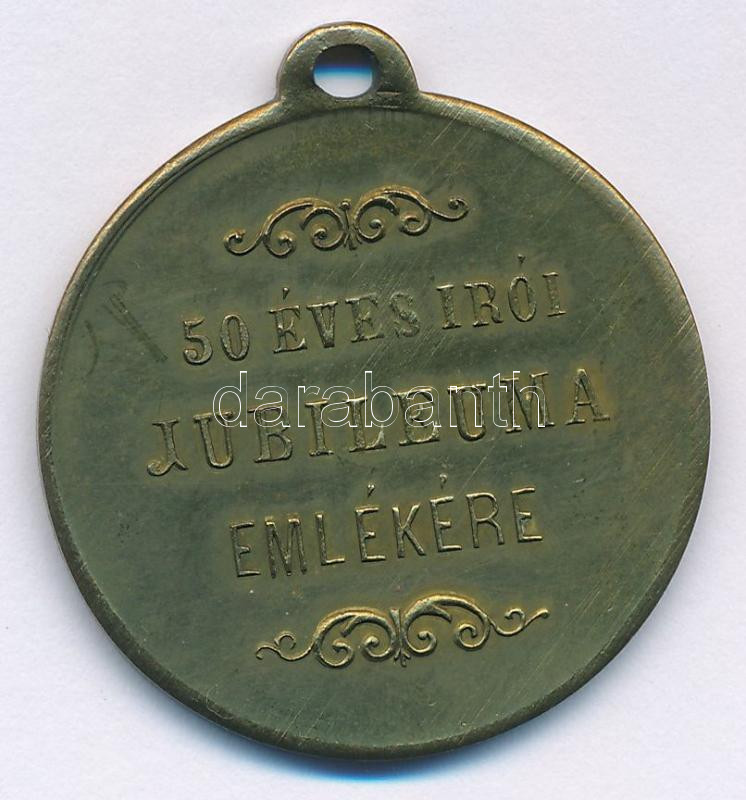 50 ÉVES IRÓI
darabanth
JUBILEUMA
EMLÉKÉRE